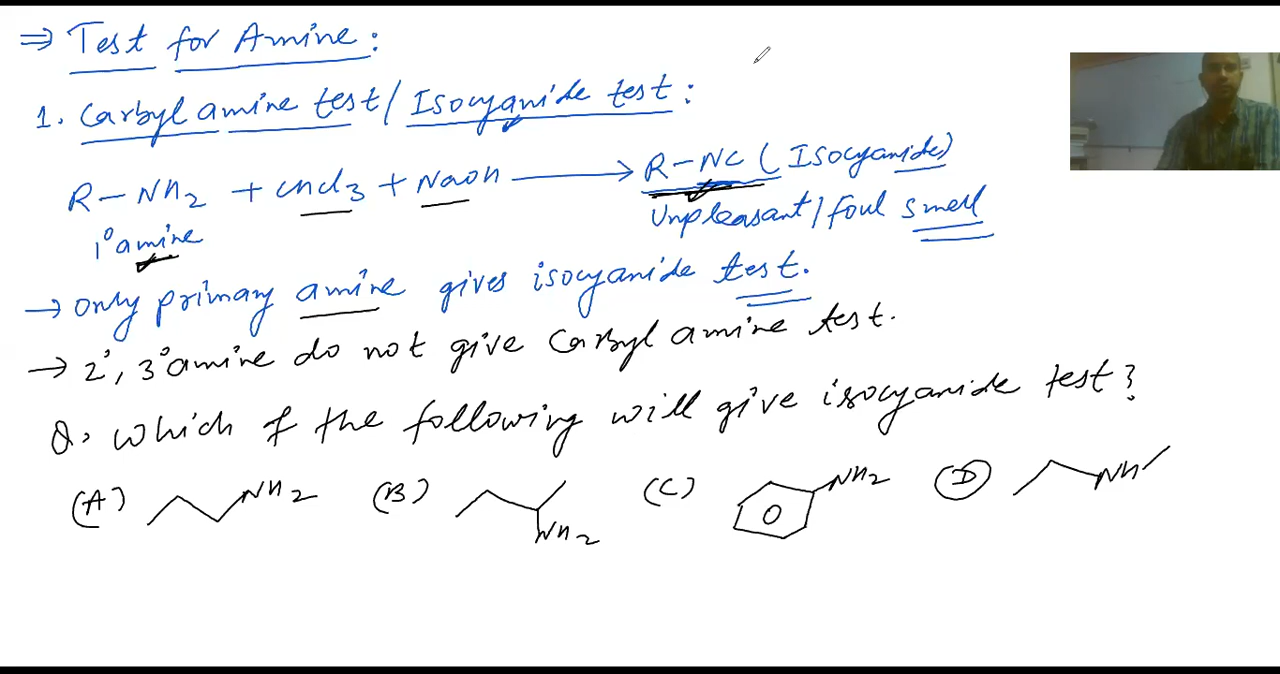 ⇒ Test for Amine:
1. Carbyl amine test/Isocyanide test:
R-NH2 + CHCl3 + NaOH → R-NC (Isocyanide)
1° amine
Unpleasant/foul smell
→ only primary amine gives isocyanide test.
→ 2°, 3° amine do not give Carbyl amine test.
Q. Which of the following will give isocyanide test?
(A) NH2 (B) NH2 (C) NH2 (D) NH